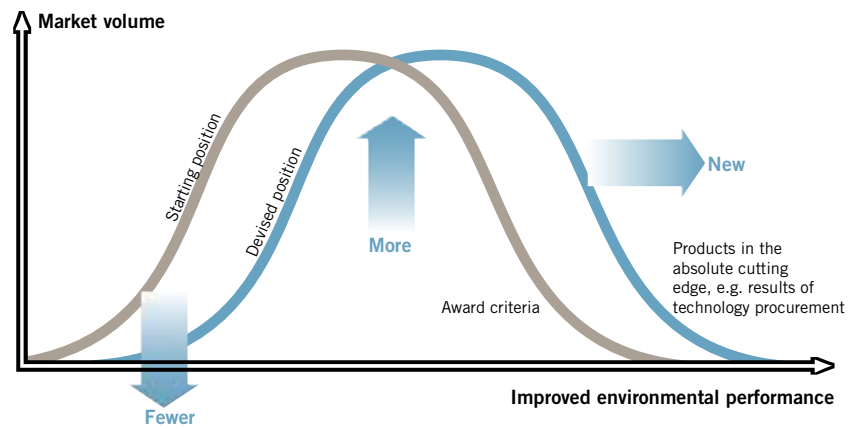 Market volume
Starting position
Devised position
New
More
Products in the
absolute cutting
edge, e.g. results of
technology procurement
Award criteria
Improved environmental performance
Fewer